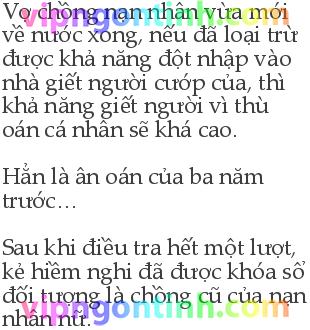 Vợ chồng nạn nhân vừa mới
vipngontinh.com
về nước xong, nếu đã loại trừ
được khả năng đột nhập vào
nhà giết người cướp của, thì
khả năng giết người vì thù
oán cá nhân sẽ khá cao.
Hẳn là ân oán của ba năm
trước…
Sau khi điều tra hết một lượt,
kẻ hiềm nghi đã được khóa sổ
đối tượng là chồng cũ của nạn
vipngontinh.com
nhân nữ.